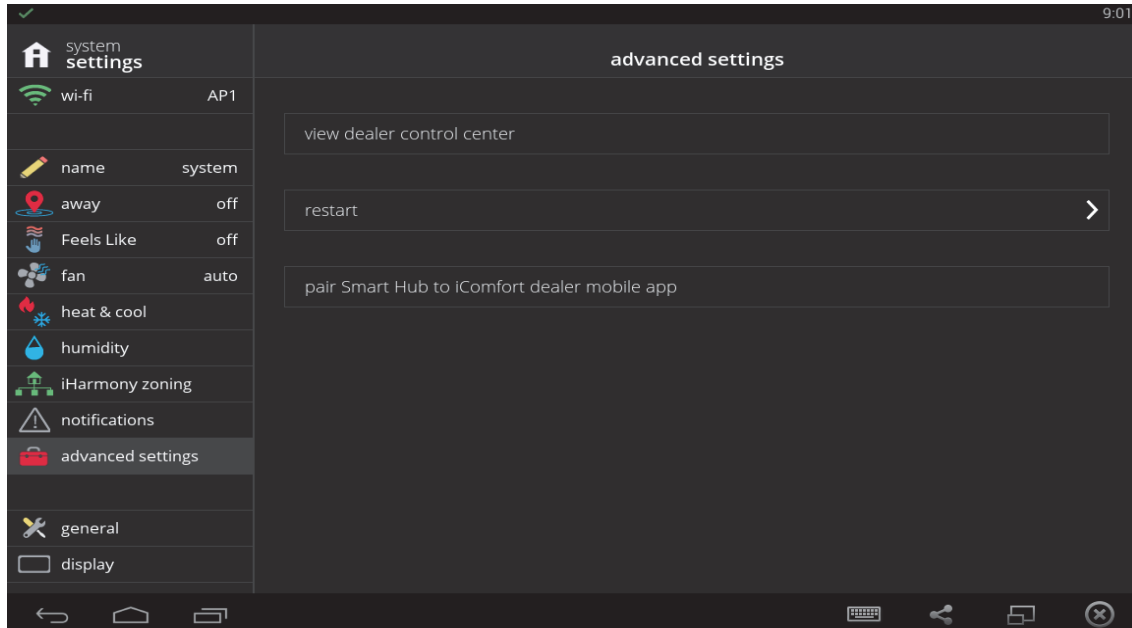 9:01
system
settings
advanced settings
wi-fi AP1
view dealer control center
name system
away off
restart
Feels Like off
fan auto
pair Smart Hub to iComfort dealer mobile app
heat & cool
humidity
iHarmony zoning
notifications
advanced settings
general
display